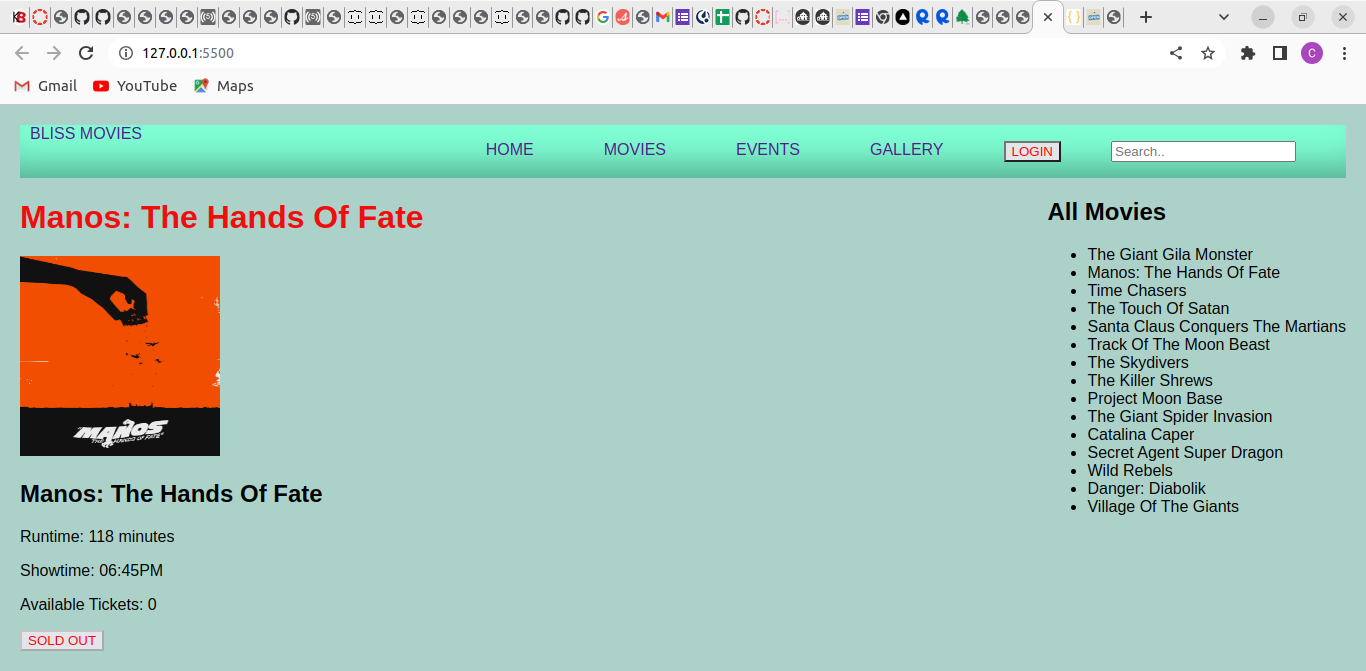 127.0.0.1:5500
Gmail YouTube Maps
BLISS MOVIES
HOME MOVIES EVENTS GALLERY LOGIN Search..
Manos: The Hands Of Fate
MANOS
THE HANDS OF FATE
Manos: The Hands Of Fate
Runtime: 118 minutes
Showtime: 06:45PM
Available Tickets: 0
SOLD OUT
All Movies
The Giant Gila Monster
Manos: The Hands Of Fate
Time Chasers
The Touch Of Satan
Santa Claus Conquers The Martians
Track Of The Moon Beast
The Skydivers
The Killer Shrews
Project Moon Base
The Giant Spider Invasion
Catalina Caper
Secret Agent Super Dragon
Wild Rebels
Danger: Diabolik
Village Of The Giants